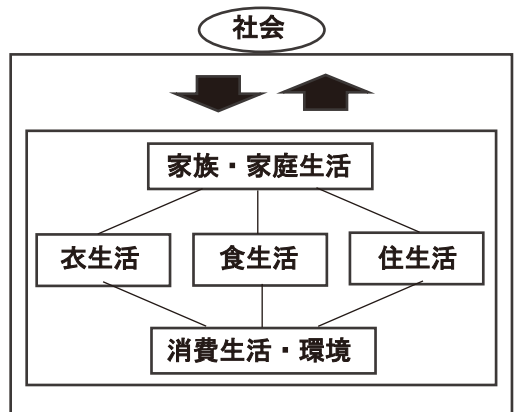 社会
家族・家庭生活
衣生活
食生活
住生活
消費生活・環境